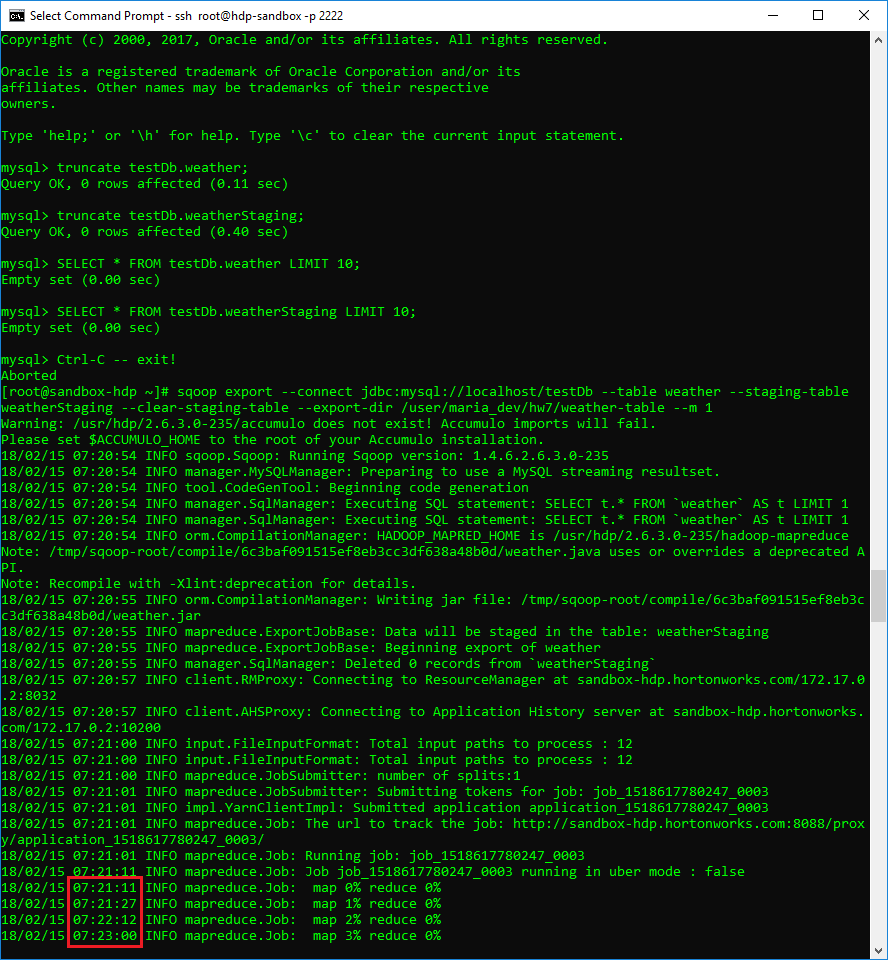 Select Command Prompt - ssh  root@hdp-sandbox -p 2222
Copyright (c) 2000, 2017, Oracle and/or its affiliates. All rights reserved.
Oracle is a registered trademark of Oracle Corporation and/or its
affiliates. Other names may be trademarks of their respective
owners.
Type 'help;' or '\h' for help. Type '\c' to clear the current input statement.
mysql> truncate testDb.weather;
Query OK, 0 rows affected (0.11 sec)
mysql> truncate testDb.weatherStaging;
Query OK, 0 rows affected (0.40 sec)
mysql> SELECT * FROM testDb.weather LIMIT 10;
Empty set (0.00 sec)
mysql> SELECT * FROM testDb.weatherStaging LIMIT 10;
Empty set (0.00 sec)
mysql> Ctrl-C -- exit!
Aborted
[root@sandbox-hdp ~]# sqoop export --connect jdbc:mysql://localhost/testDb --table weather --staging-table
weatherStaging --clear-staging-table --export-dir /user/maria_dev/hw7/weather-table --m 1
Warning: /usr/hdp/2.6.3.0-235/accumulo does not exist! Accumulo imports will fail.
Please set $ACCUMULO_HOME to the root of your Accumulo installation.
18/02/15 07:20:54 INFO sqoop.Sqoop: Running Sqoop version: 1.4.6.2.6.3.0-235
18/02/15 07:20:54 INFO manager.MySQLManager: Preparing to use a MySQL streaming resultset.
18/02/15 07:20:54 INFO tool.CodeGenTool: Beginning code generation
18/02/15 07:20:54 INFO manager.SqlManager: Executing SQL statement: SELECT t.* FROM `weather` AS t LIMIT 1
18/02/15 07:20:54 INFO manager.SqlManager: Executing SQL statement: SELECT t.* FROM `weather` AS t LIMIT 1
18/02/15 07:20:54 INFO orm.CompilationManager: HADOOP_MAPRED_HOME is /usr/hdp/2.6.3.0-235/hadoop-mapreduce
Note: /tmp/sqoop-root/compile/6c3baf091515ef8eb3cc3df638a48b0d/weather.java uses or overrides a deprecated A
PI.
Note: Recompile with -Xlint:deprecation for details.
18/02/15 07:20:55 INFO orm.CompilationManager: Writing jar file: /tmp/sqoop-root/compile/6c3baf091515ef8eb3c
c3df638a48b0d/weather.jar
18/02/15 07:20:55 INFO mapreduce.ExportJobBase: Data will be staged in the table: weatherStaging
18/02/15 07:20:55 INFO mapreduce.ExportJobBase: Beginning export of weather
18/02/15 07:20:55 INFO manager.SqlManager: Deleted 0 records from `weatherStaging`
18/02/15 07:20:57 INFO client.RMProxy: Connecting to ResourceManager at sandbox-hdp.hortonworks.com/172.17.0
.2:8032
18/02/15 07:20:57 INFO client.AHSProxy: Connecting to Application History server at sandbox-hdp.hortonworks.
com/172.17.0.2:10200
18/02/15 07:21:00 INFO input.FileInputFormat: Total input paths to process : 12
18/02/15 07:21:00 INFO input.FileInputFormat: Total input paths to process : 12
18/02/15 07:21:00 INFO mapreduce.JobSubmitter: number of splits:1
18/02/15 07:21:01 INFO mapreduce.JobSubmitter: Submitting tokens for job: job_1518617780247_0003
18/02/15 07:21:01 INFO impl.YarnClientImpl: Submitted application application_1518617780247_0003
18/02/15 07:21:01 INFO mapreduce.Job: The url to track the job: http://sandbox-hdp.hortonworks.com:8088/prox
y/application_1518617780247_0003/
18/02/15 07:21:01 INFO mapreduce.Job: Running job: job_1518617780247_0003
18/02/15 07:21:11 INFO mapreduce.Job: Job job_1518617780247_0003 running in uber mode : false
18/02/15 07:21:11 INFO mapreduce.Job:  map 0% reduce 0%
18/02/15 07:21:27 INFO mapreduce.Job:  map 1% reduce 0%
18/02/15 07:22:12 INFO mapreduce.Job:  map 2% reduce 0%
18/02/15 07:23:00 INFO mapreduce.Job:  map 3% reduce 0%